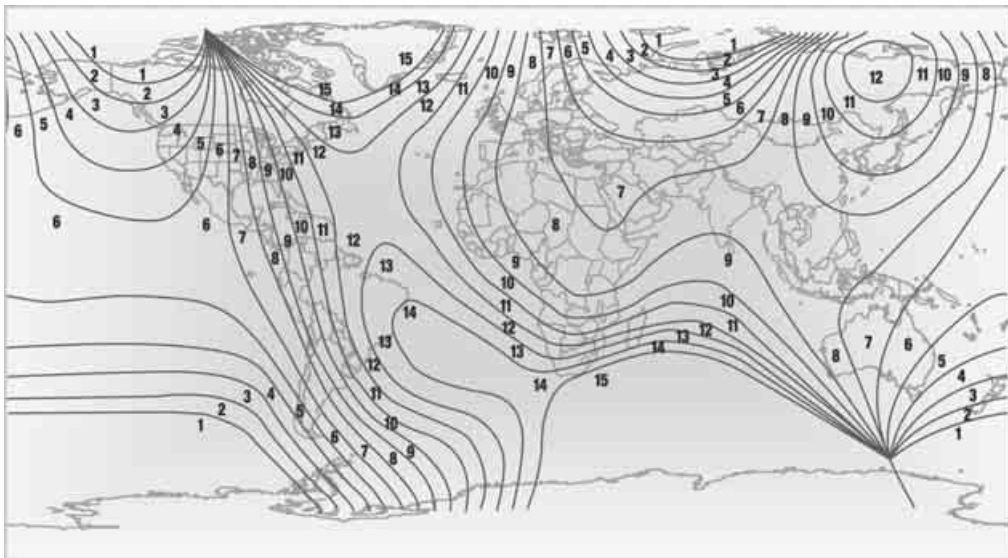 1 15 7 6 5 4 3 2 1 1
2 1 15 14 13 12 11 10 9 8 2 3 4 12 11 10 9 8
3 2 14 12 5 11
6 5 4 3 4 13 6 7 8 9 10
5 6 7 8 9 10 11 12
6 6 7 8 9 10 11 12 8 7
13 9 9
14 10 10
11 12 13 12 11
13 12 13 14 8 7 6 5
12 14 15 4
3 4 5 11 3
1 2 6 7 8 9 10 2 1